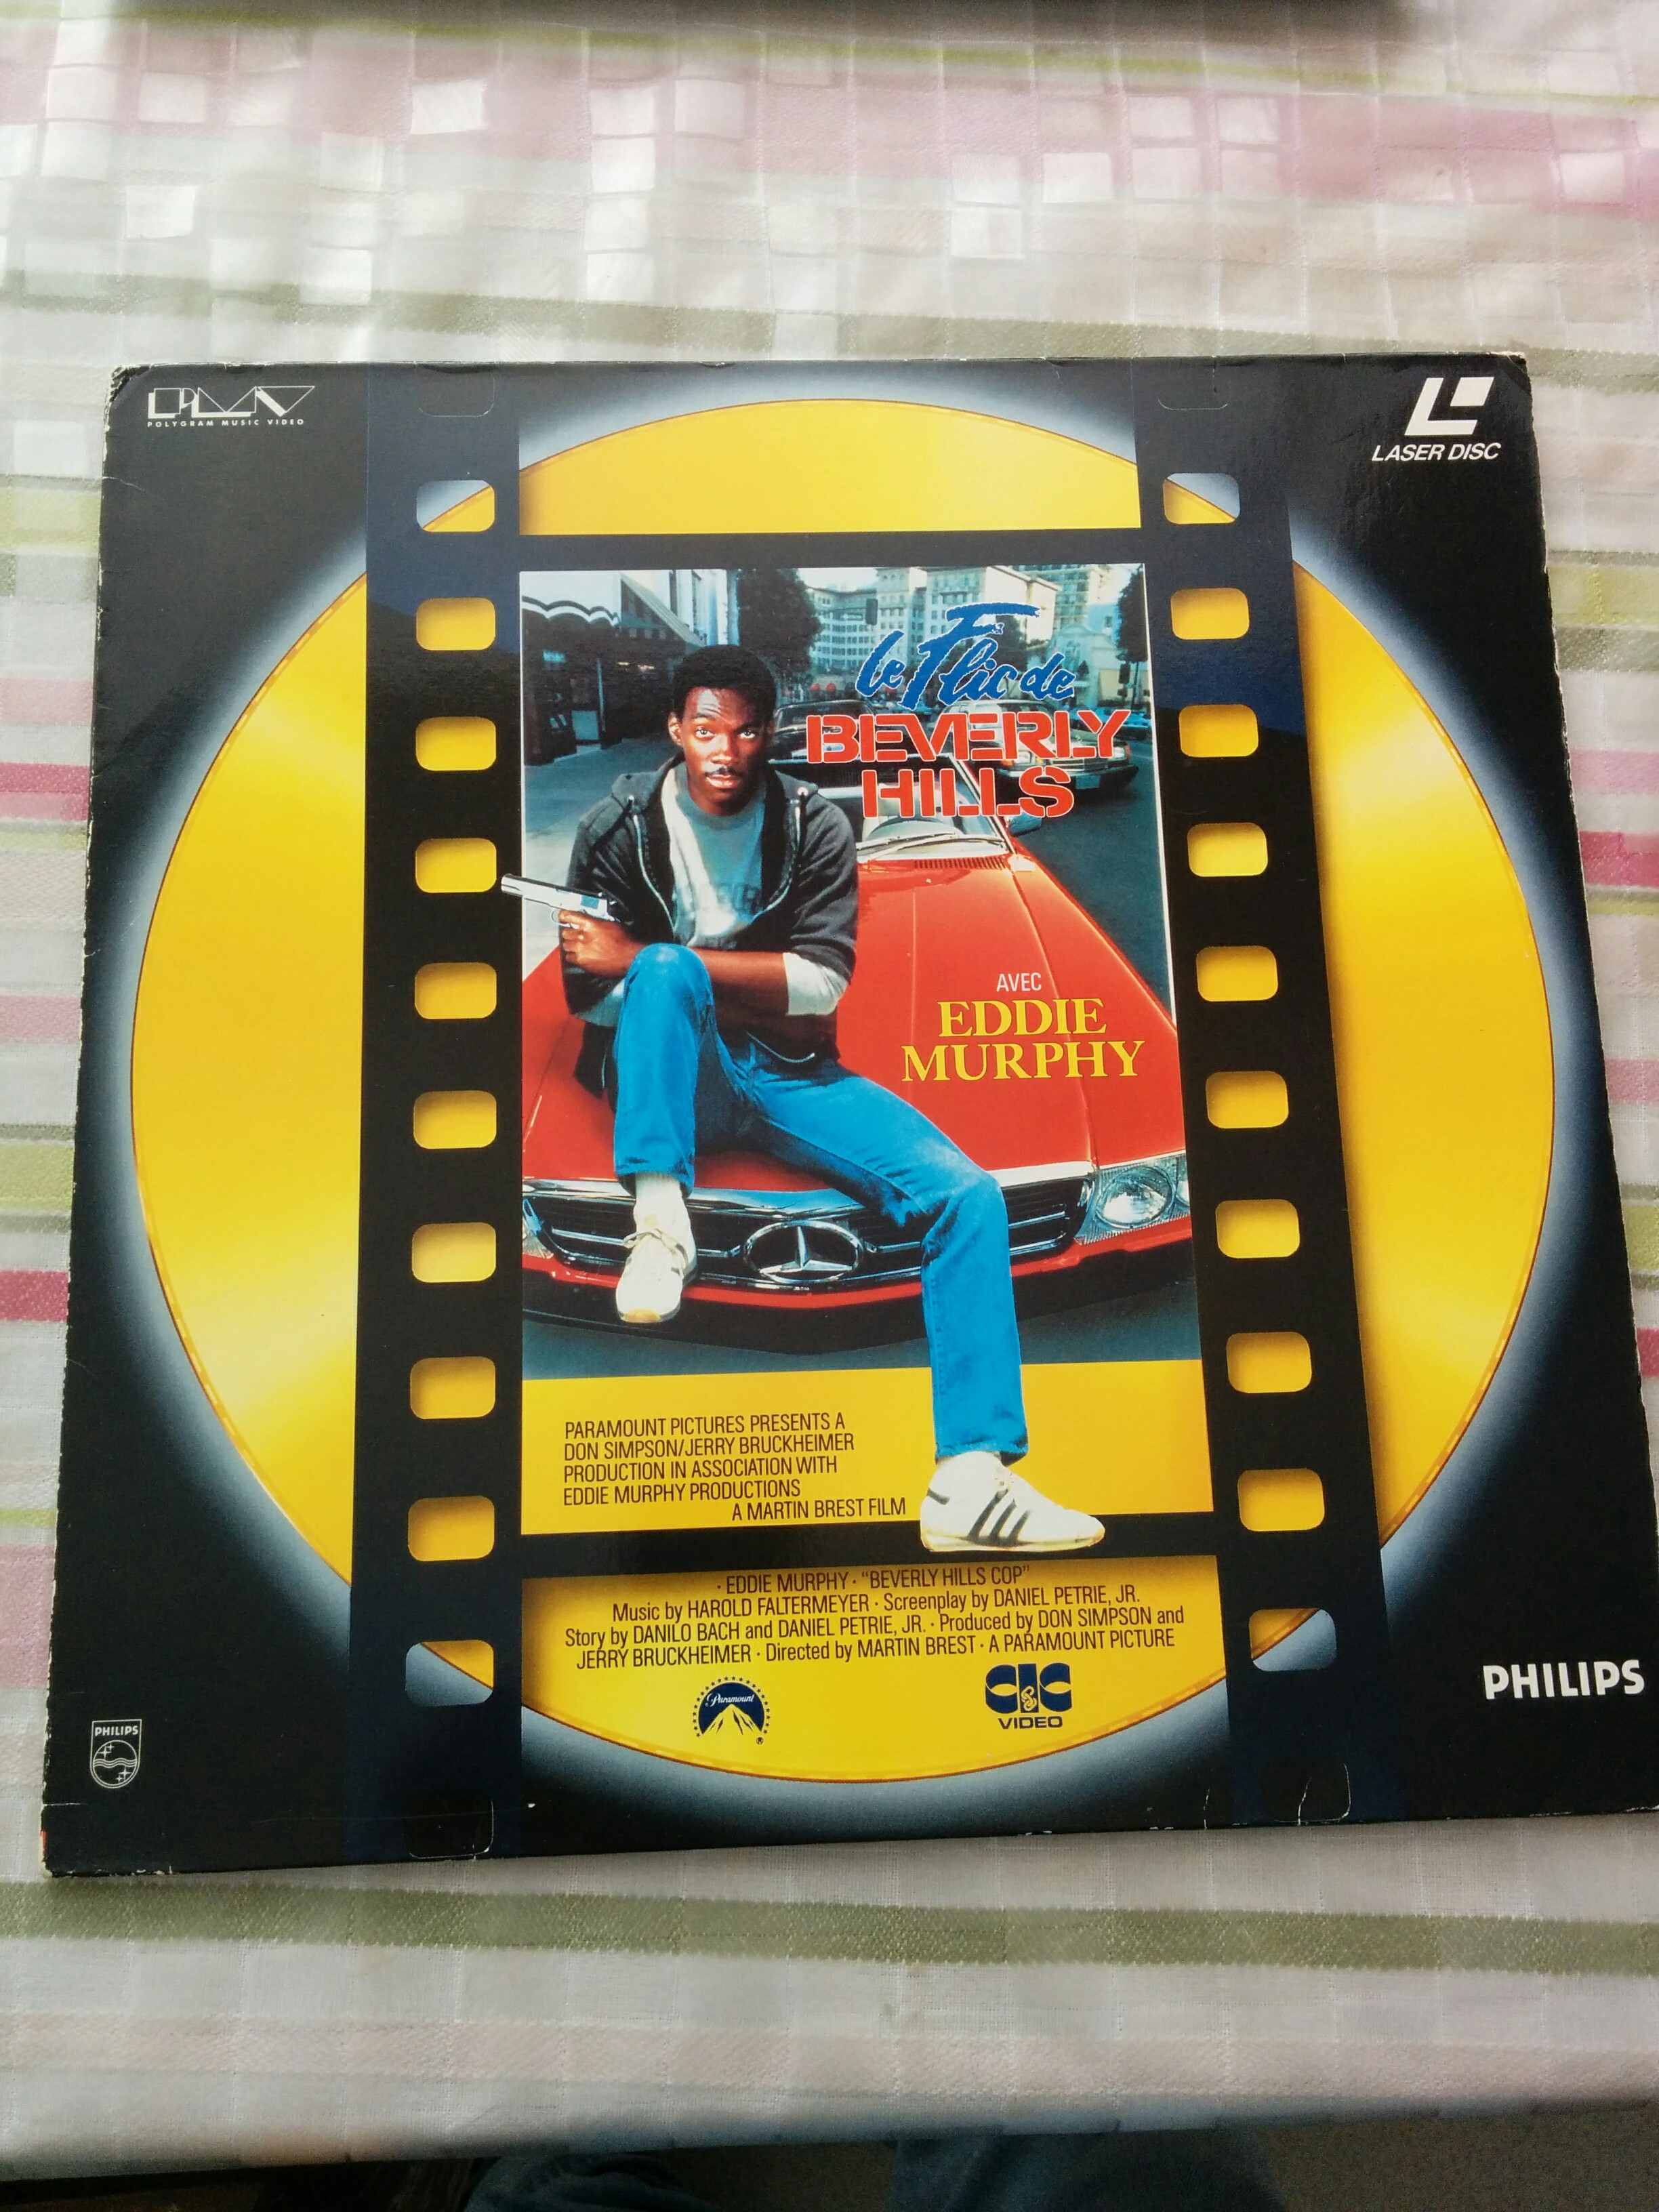 POLYGRAM MUSIC VIDEO
LASER DISC
Le Flic de
BEVERLY
HILLS
AVEC
EDDIE
MURPHY
PARAMOUNT PICTURES PRESENTS A
DON SIMPSON/JERRY BRUCKHEIMER
PRODUCTION IN ASSOCIATION WITH
EDDIE MURPHY PRODUCTIONS
A MARTIN BREST FILM
· EDDIE MURPHY · "BEVERLY HILLS COP"
Music by HAROLD FALTERMEYER · Screenplay by DANIEL PETRIE, JR.
Story by DANILO BACH and DANIEL PETRIE, JR. · Produced by DON SIMPSON and
JERRY BRUCKHEIMER · Directed by MARTIN BREST · A PARAMOUNT PICTURE
Paramount
®
CIC
VIDEO
PHILIPS
PHILIPS